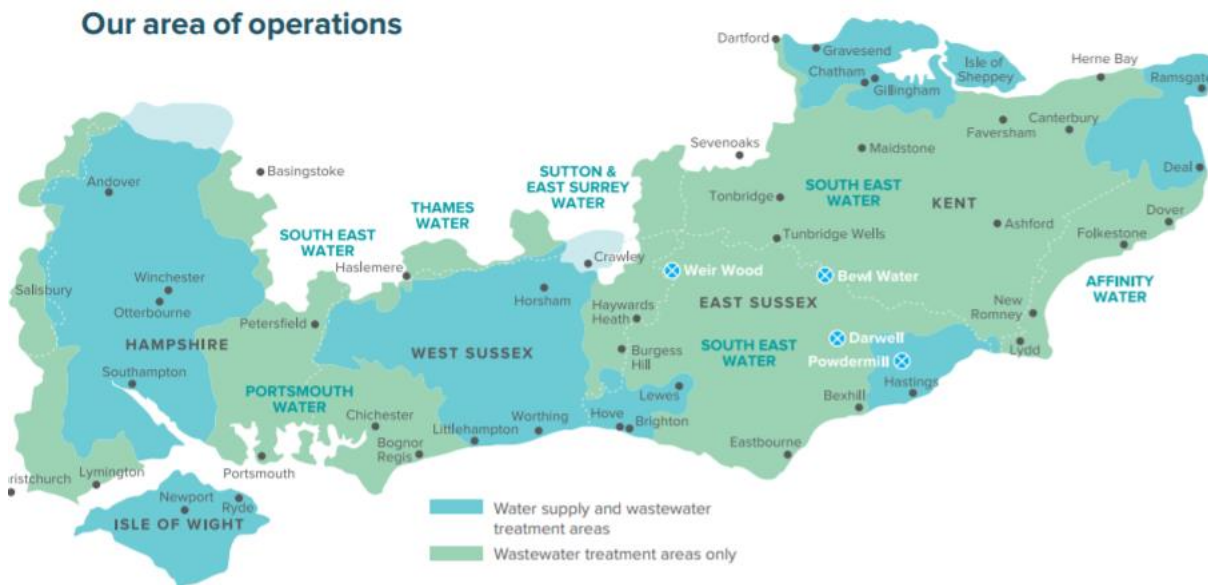 Our area of operations
Dartford
Gravesend
Chatham
Gillingham
Isle of
Sheppey
Herne Bay
Ramsgate
Canterbury
Faversham
Sevenoaks
Maidstone
Deal
Andover
Basingstoke
SUTTON &
EAST SURREY
WATER
THAMES
WATER
SOUTH EAST
WATER
Tonbridge
SOUTH EAST
WATER
KENT
Ashford
Dover
Folkestone
Tunbridge Wells
Haslemere
Crawley
Weir Wood
Bewl Water
AFFINITY
WATER
Winchester
Salisbury
Otterbourne
Horsham
Haywards
Heath
EAST SUSSEX
New
Romney
Petersfield
HAMPSHIRE
WEST SUSSEX
Burgess
Hill
SOUTH EAST
WATER
Darwell
Powdermill
Lydd
Southampton
PORTSMOUTH
WATER
Chichester
Lewes
Hastings
Bexhill
Littlehampton
Worthing
Hove
Brighton
Bognor
Regis
Eastbourne
ristchurch
Lymington
Portsmouth
Newport
Ryde
ISLE OF WIGHT
Water supply and wastewater
treatment areas
Wastewater treatment areas only